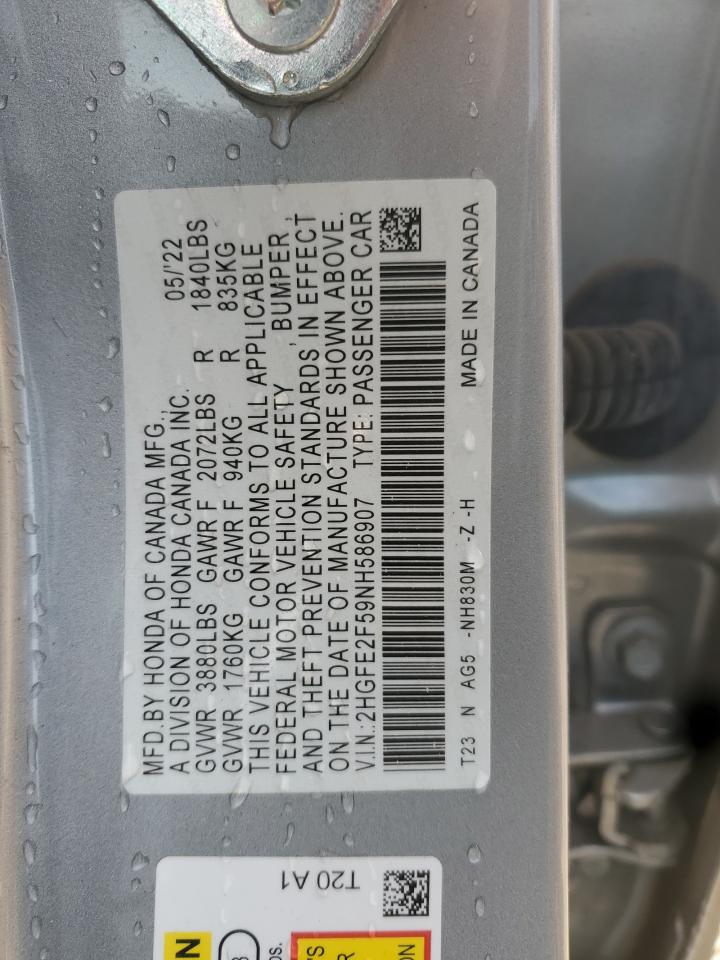 MFD.BY HONDA OF CANADA MFG., 05/'22
A DIVISION OF HONDA CANADA INC.
GVWR 3880LBS GAWR F 2072LBS R 1840LBS
GVWR 1760KG GAWR F 940KG R 835KG
THIS VEHICLE CONFORMS TO ALL APPLICABLE
FEDERAL MOTOR VEHICLE SAFETY , BUMPER ,
AND THEFT PREVENTION STANDARDS IN EFFECT
ON THE DATE OF MANUFACTURE SHOWN ABOVE.
V.I.N.:2HGFE2F59NH586907 TYPE: PASSENGER CAR
T23 N AG5 -NH830M -Z -H MADE IN CANADA
T20 A1